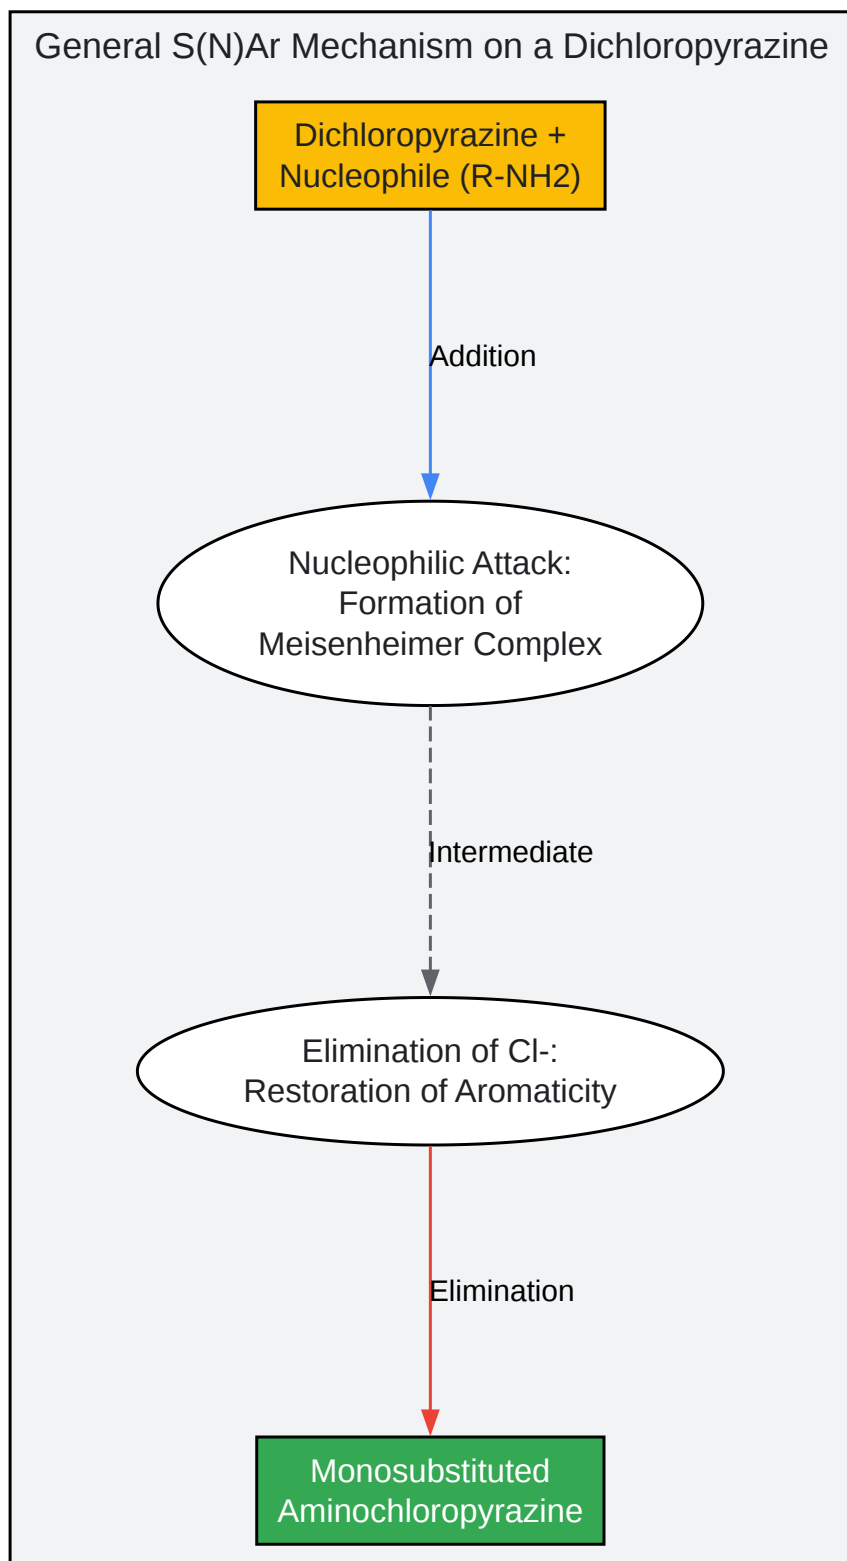 General S(N)Ar Mechanism on a Dichloropyrazine
Dichloropyrazine +
Nucleophile (R-NH2)
Addition
Nucleophilic Attack:
Formation of
Meisenheimer Complex
Intermediate
Elimination of Cl-:
Restoration of Aromaticity
Elimination
Monosubstituted
Aminochloropyrazine